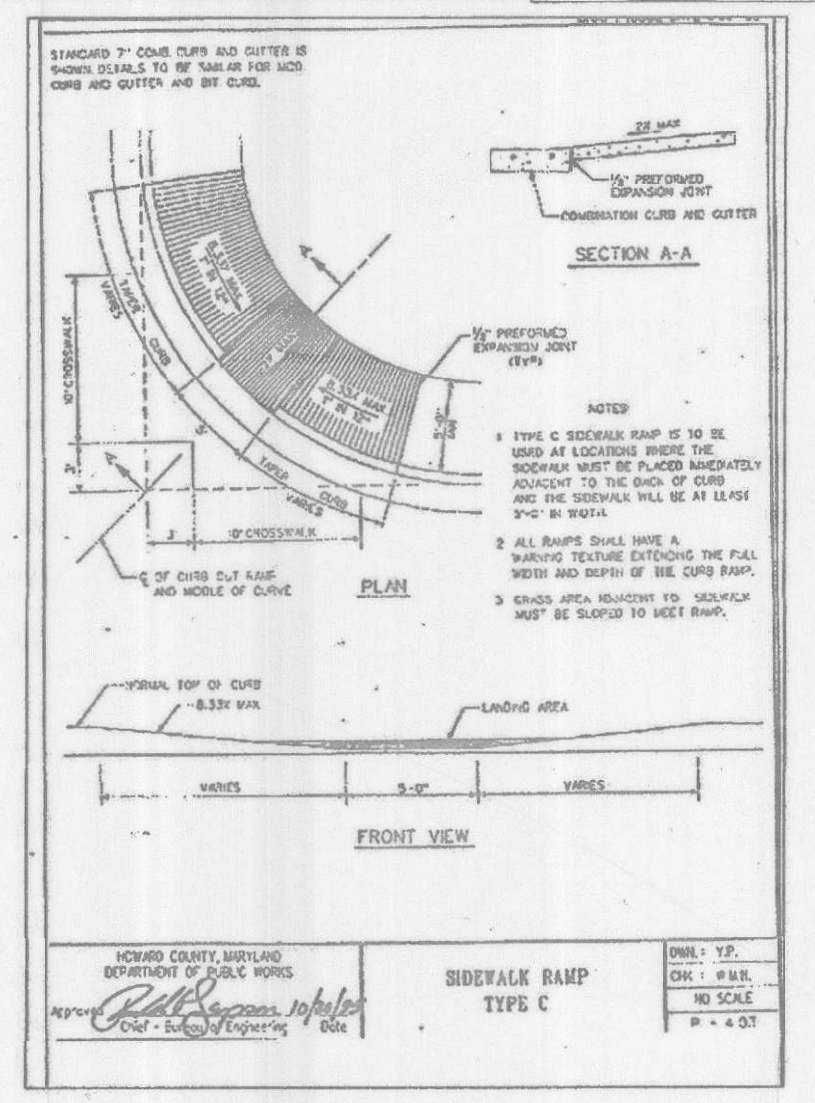 STANDARD 7" COMB. CURB AND GUTTER IS
SHOWN. DETAILS TO BE SIMILAR FOR MOD.
CURB AND GUTTER AND BIT. CURB.
2% MAX
1/2" PREFORMED
EXPANSION JOINT
COMBINATION CURB AND GUTTER
SECTION A-A
8.33% MAX.
1" IN 12"
A
TAPER CURB
VARIES
10' CROSSWALK
1/2" PREFORMED
EXPANSION JOINT
(TYP)
8.33% MAX.
1" IN 12"
5'-0"
MIN
5'
3'
A
TAPER CURB
VARIES
3'
10' CROSSWALK
℄ OF CURB CUT RAMP
AND MIDDLE OF CURVE
PLAN
NOTES
1 TYPE C SIDEWALK RAMP IS TO BE
USED AT LOCATIONS WHERE THE
SIDEWALK MUST BE PLACED IMMEDIATELY
ADJACENT TO THE BACK OF CURB
AND THE SIDEWALK WILL BE AT LEAST
IN WIDTH.
2 ALL RAMPS SHALL HAVE A
WARNING TEXTURE EXTENDING THE FULL
WIDTH AND DEPTH OF THE CURB RAMP.
3 GRASS AREA ADJACENT TO SIDEWALK
MUST BE SLOPED TO MEET RAMP.
NORMAL TOP OF CURB
8.33% MAX
LANDING AREA
VARIES
5'-0"
VARIES
FRONT VIEW
HOWARD COUNTY, MARYLAND
DEPARTMENT OF PUBLIC WORKS
Approved
Chief - Bureau of Engineering
Date
SIDEWALK RAMP
TYPE C
DWN.: Y.P.
CHK : W.M.H.
NO SCALE
R - 4.03